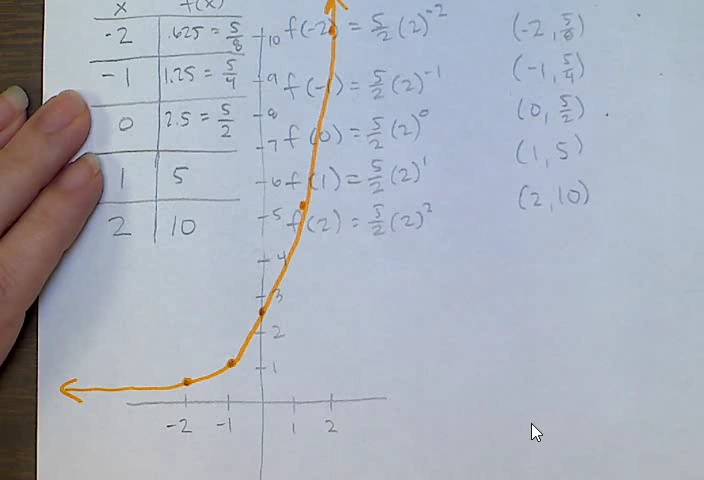 x f(x)
-2 .625 = 5/8
-1 1.25 = 5/4
0 2.5 = 5/2
1 5
2 10
f(-2) = 5/2 (2)^-2
f(-1) = 5/2 (2)^-1
f(0) = 5/2 (2)^0
f(1) = 5/2 (2)^1
f(2) = 5/2 (2)^2
(-2, 5/8)
(-1, 5/4)
(0, 5/2)
(1, 5)
(2, 10)
10
9
8
7
6
5
4
3
2
1
-2 -1 1 2